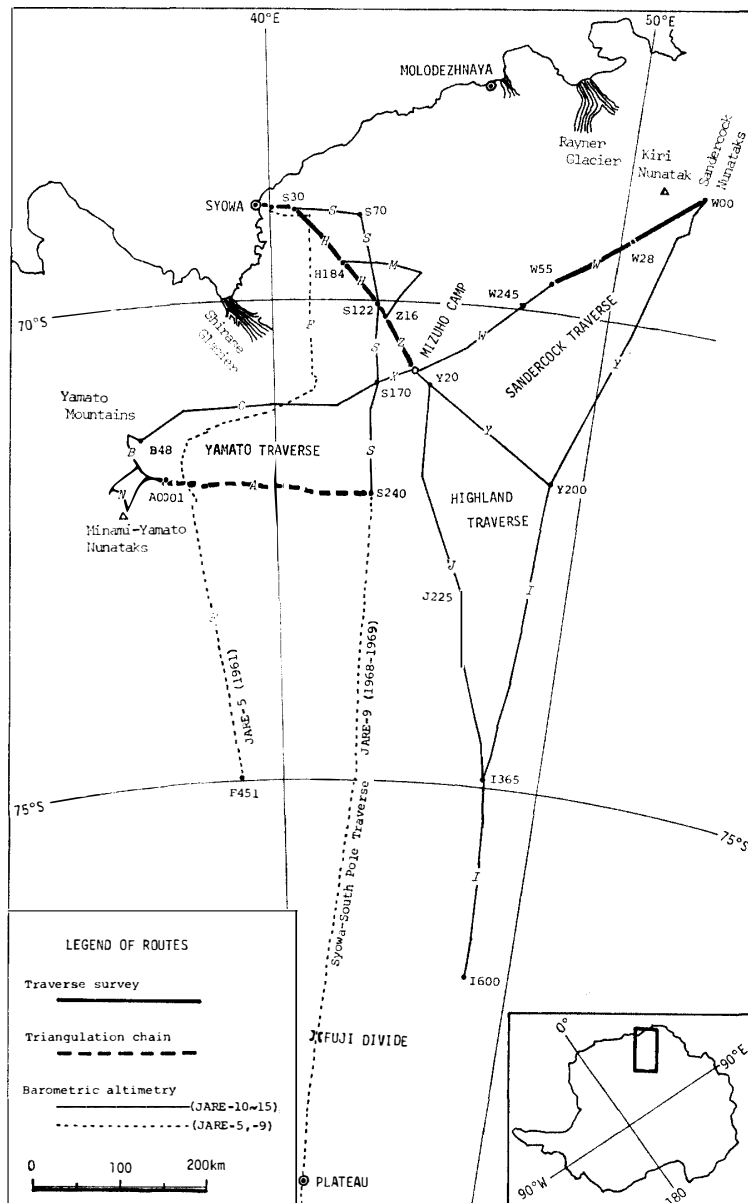 40°E
50°E
MOLODEZHNAYA
Rayner
Glacier
Kiri
Nunatak
Sandercock
Nunataks
SYOWA
S30
S
S70
W00
H
S
M
W28
H184
H
W
W55
S122
Z16
W245
70°S
Shirase
Glacier
F
Z
MIZUHO CAMP
W
SANDERCOCK TRAVERSE
S
X
Y20
Y
S170
Yamato
Mountains
C
B
B48
YAMATO TRAVERSE
S
Y
N
A0001
A
S240
HIGHLAND
TRAVERSE
Y200
Minami-Yamato
Nunataks
J
J225
I
JARE-5 (1961)
JARE-9 (1968-1969)
Syowa-South Pole Traverse
F451
I365
75°S
75°S
I
I600
LEGEND OF ROUTES
Traverse survey
Triangulation chain
Barometric altimetry
(JARE-10~15)
(JARE-5,-9)
0 100 200km
FUJI DIVIDE
PLATEAU
0°
90°E
90°W
180